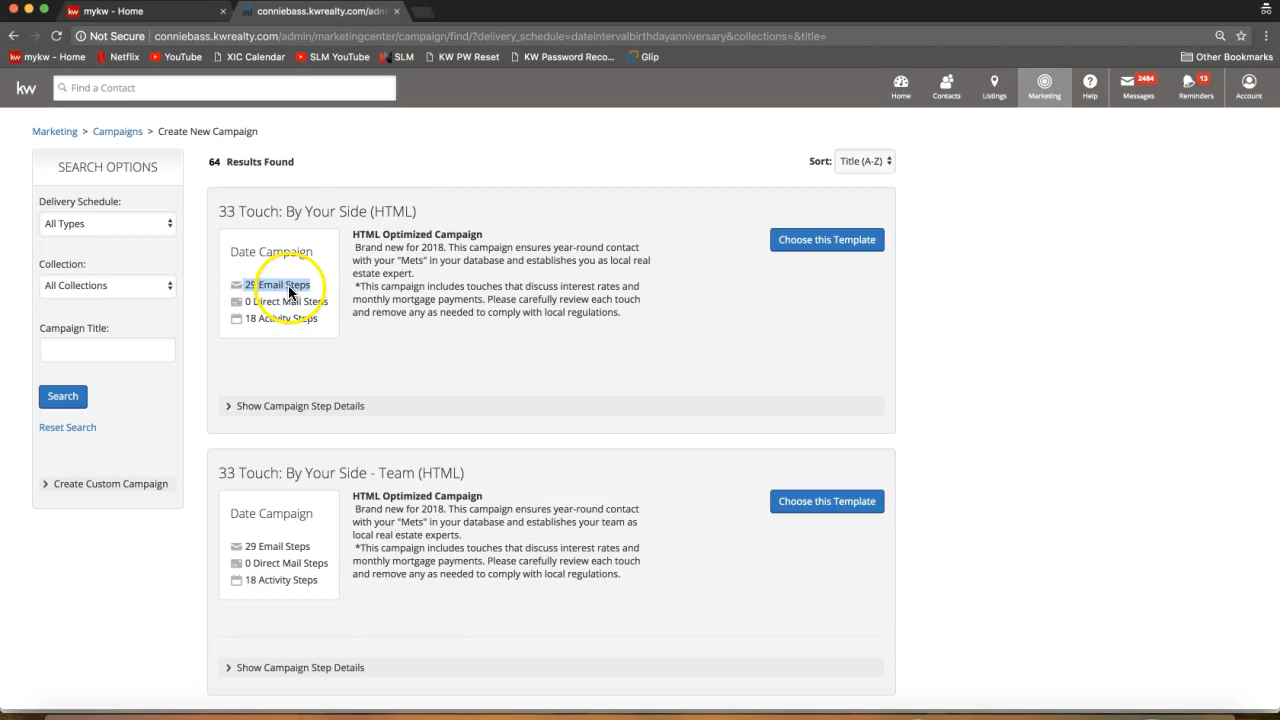 mykw - Home
conniebass.kwrealty.com/adm
Not Secure
conniebass.kwrealty.com/admin/marketingcenter/campaign/find/?delivery_schedule=dateintervalbirthdayanniversary&collections=&title=
mykw - Home
Netflix
YouTube
XIC Calendar
SLM YouTube
SLM
KW PW Reset
KW Password Reco...
Glip
Other Bookmarks
kw
Find a Contact
Home
Contacts
Listings
Marketing
Help
2484
Messages
13
Reminders
Account
Marketing > Campaigns > Create New Campaign
SEARCH OPTIONS
Delivery Schedule:
All Types
Collection:
All Collections
Campaign Title:
Search
Reset Search
Create Custom Campaign
64 Results Found
Sort: Title (A-Z)
33 Touch: By Your Side (HTML)
Date Campaign
29 Email Steps
0 Direct Mail Steps
18 Activity Steps
HTML Optimized Campaign
Brand new for 2018. This campaign ensures year-round contact
with your "Mets" in your database and establishes you as local real
estate expert.
*This campaign includes touches that discuss interest rates and
monthly mortgage payments. Please carefully review each touch
and remove any as needed to comply with local regulations.
Choose this Template
Show Campaign Step Details
33 Touch: By Your Side - Team (HTML)
Date Campaign
29 Email Steps
0 Direct Mail Steps
18 Activity Steps
HTML Optimized Campaign
Brand new for 2018. This campaign ensures year-round contact
with your "Mets" in your database and establishes your team as
local real estate experts.
*This campaign includes touches that discuss interest rates and
monthly mortgage payments. Please carefully review each touch
and remove any as needed to comply with local regulations.
Choose this Template
Show Campaign Step Details